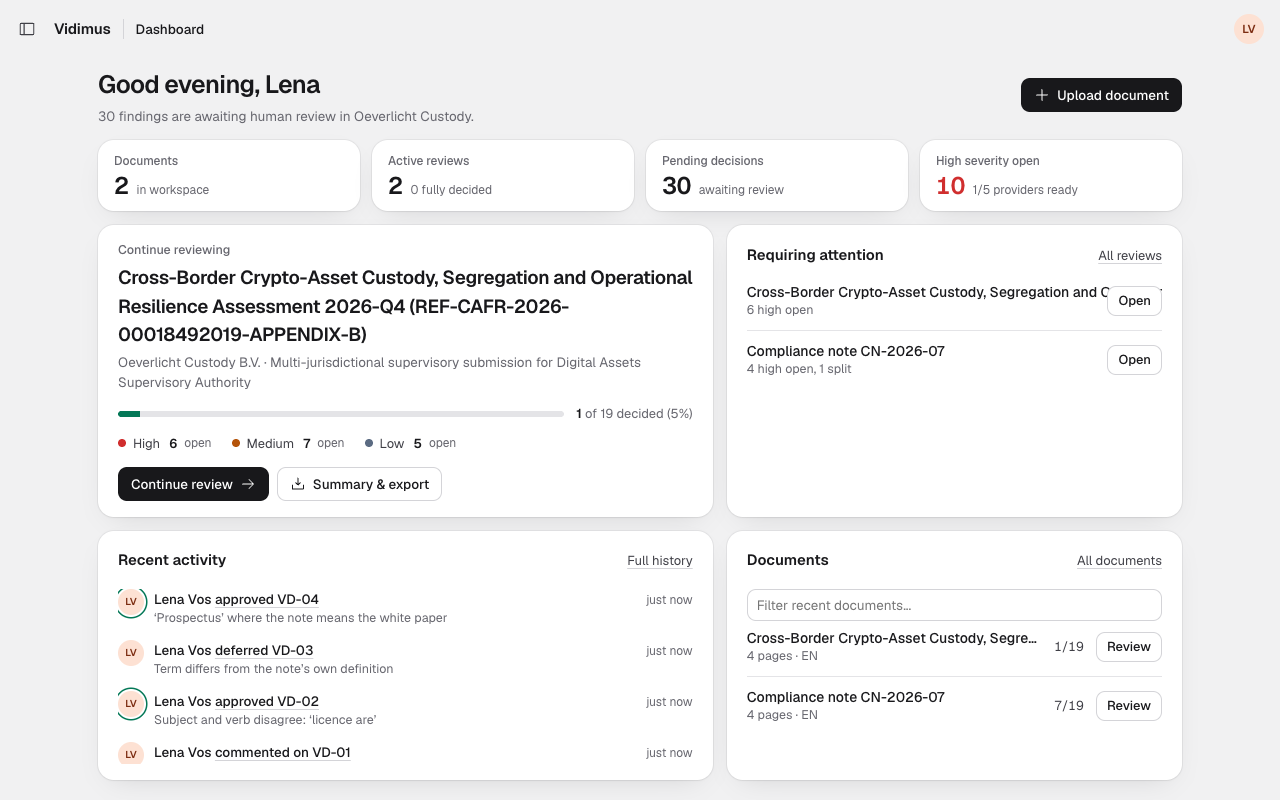 Vidimus
Dashboard
LV
Good evening, Lena
30 findings are awaiting human review in Oeverlicht Custody.
Upload document
Documents
2 in workspace
Active reviews
2 0 fully decided
Pending decisions
30 awaiting review
High severity open
10 1/5 providers ready
Continue reviewing
Cross-Border Crypto-Asset Custody, Segregation and Operational
Resilience Assessment 2026-Q4 (REF-CAFR-2026-
00018492019-APPENDIX-B)
Oeverlicht Custody B.V. · Multi-jurisdictional supervisory submission for Digital Assets
Supervisory Authority
1 of 19 decided (5%)
High 6 open Medium 7 open Low 5 open
Continue review
Summary & export
Requiring attention
All reviews
Cross-Border Crypto-Asset Custody, Segregation and
6 high open
Open
Compliance note CN-2026-07
4 high open, 1 split
Open
Recent activity
Full history
LV
Lena Vos approved VD-04
just now
‘Prospectus’ where the note means the white paper
LV
Lena Vos deferred VD-03
just now
Term differs from the note’s own definition
LV
Lena Vos approved VD-02
just now
Subject and verb disagree: ‘licence are’
LV
Lena Vos commented on VD-01
just now
Documents
All documents
Filter recent documents…
Cross-Border Crypto-Asset Custody, Segre…
4 pages · EN
1/19
Review
Compliance note CN-2026-07
4 pages · EN
7/19
Review